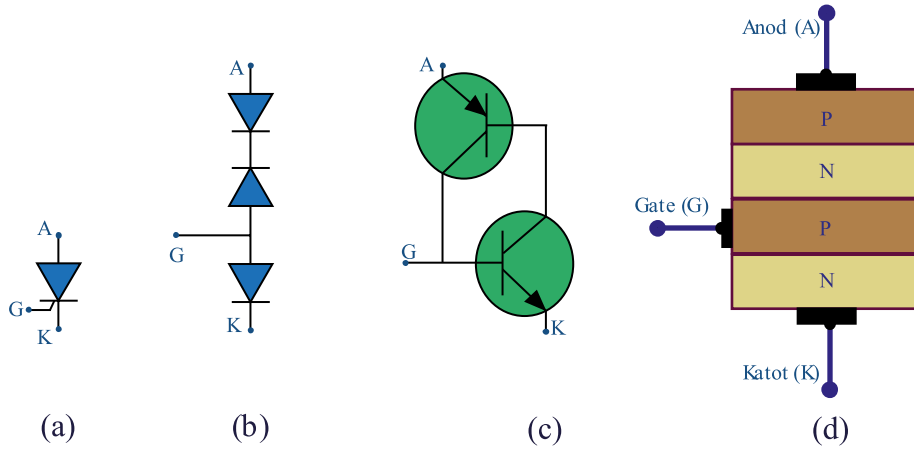 A
G
K
(a)
A
G
K
(b)
A
G
K
(c)
Anod (A)
P
N
Gate (G)
P
N
Katot (K)
(d)